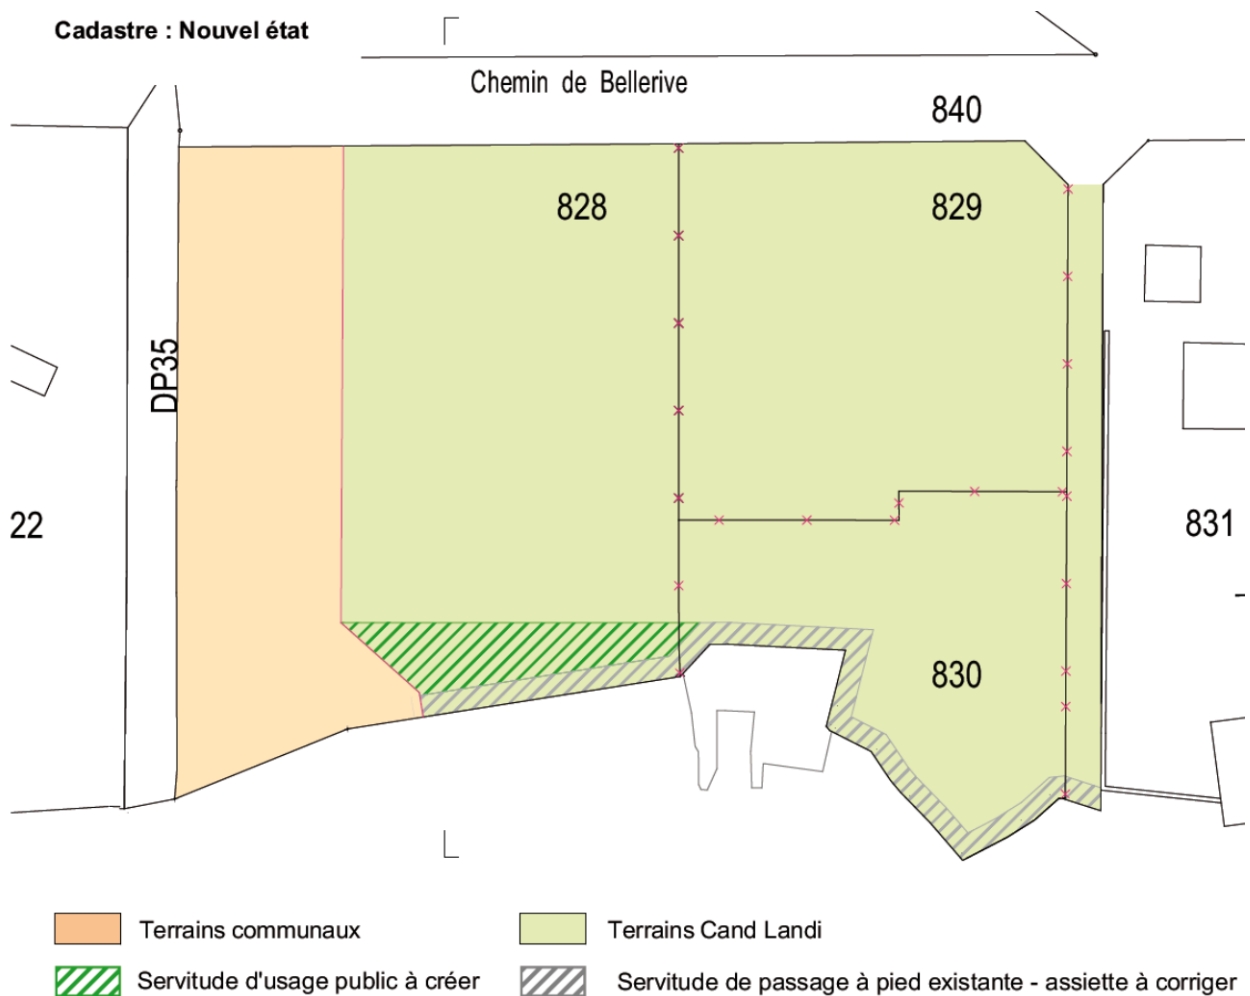 Cadastre : Nouvel état
Chemin de Bellerive
840
828
829
DP35
22
831
830
Terrains communaux
Terrains Cand Landi
Servitude d'usage public à créer
Servitude de passage à pied existante - assiette à corriger